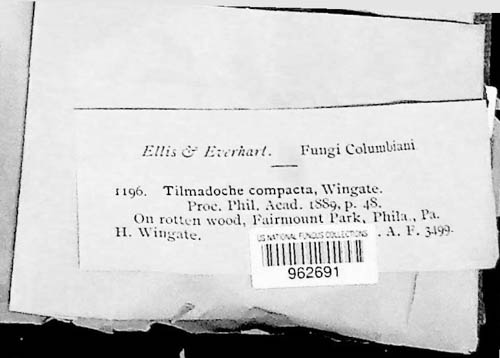 Ellis & Everhart. Fungi Columbiani
1196. Tilmadoche compacta, Wingate.
Proc. Phil. Acad. 1889, p. 48.
On rotten wood, Fairmount Park, Phila., Pa.
H. Wingate. . A. F. 3499.
US NATIONAL FUNGUS COLLECTIONS
962691